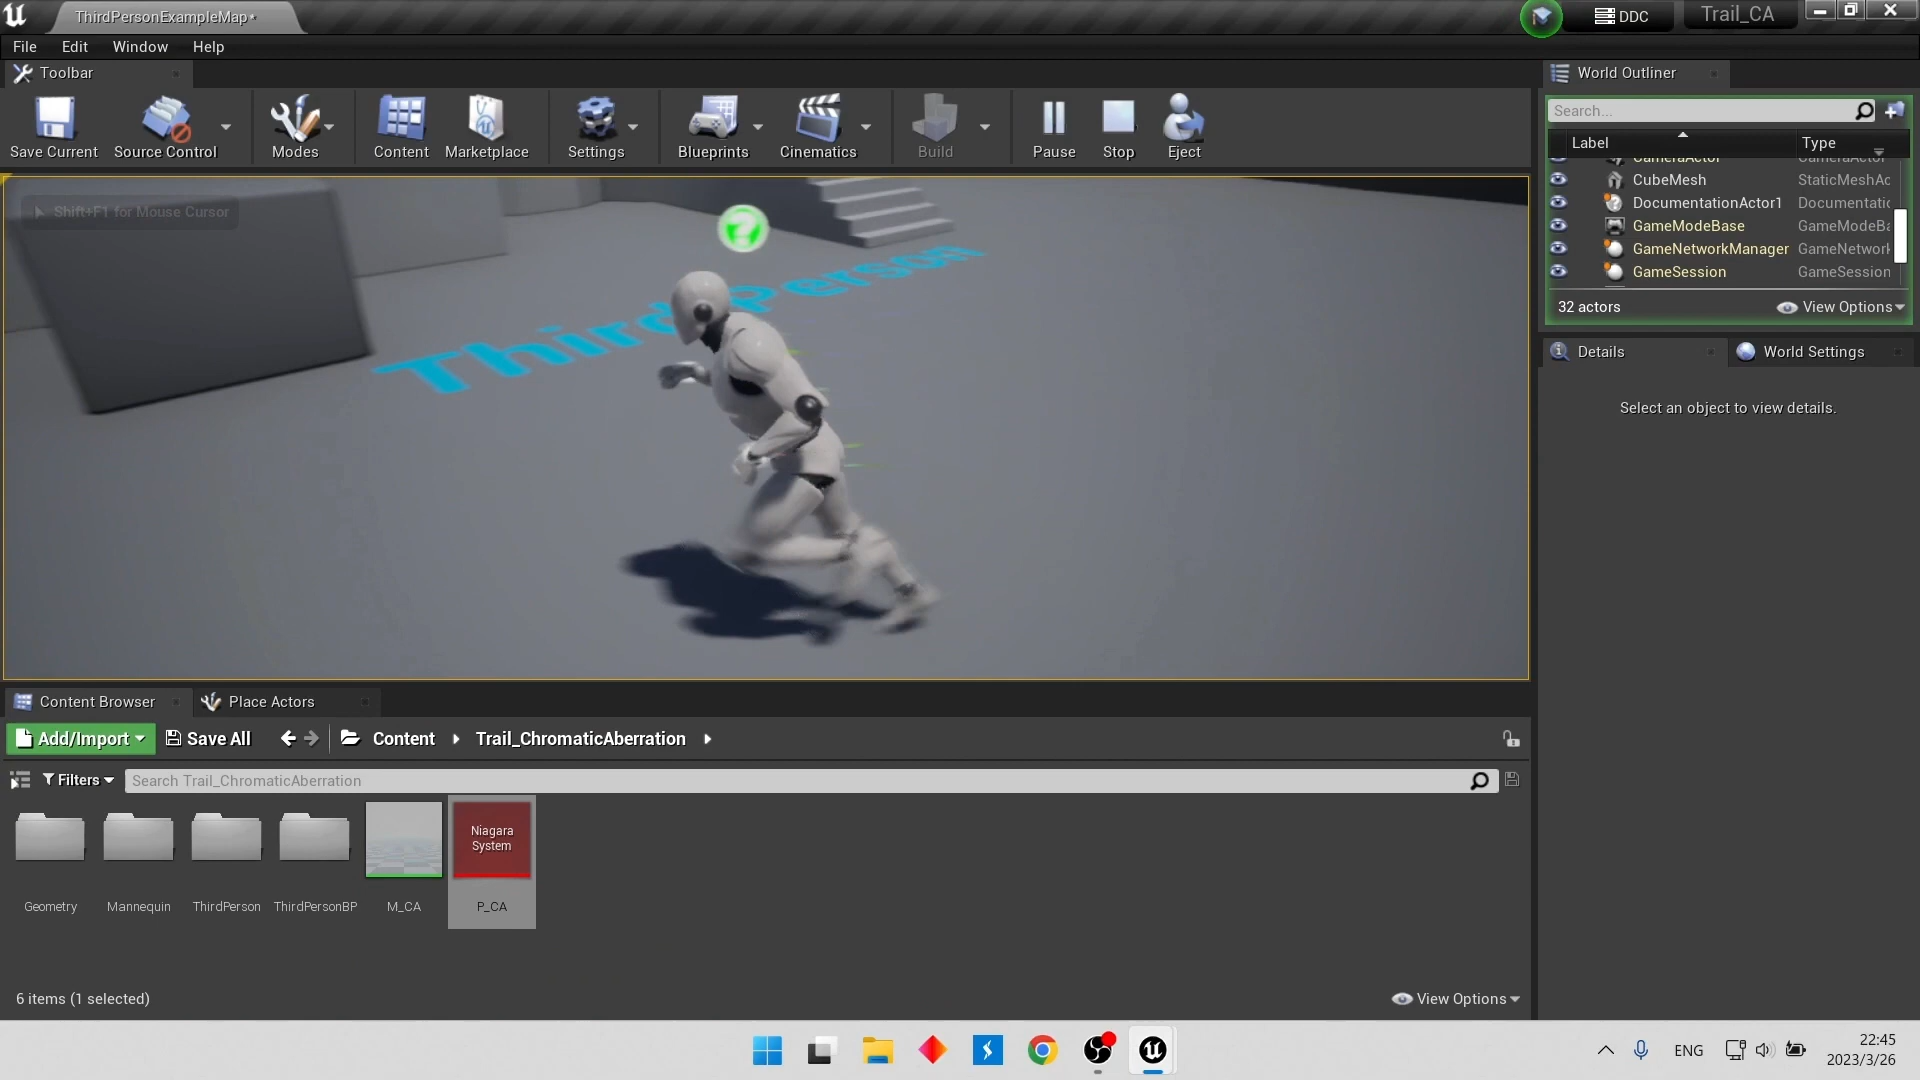 ThirdPersonExampleMap*
DDC
Trail_CA
File Edit Window Help
Toolbar
Save Current
Source Control
Modes
Content
Marketplace
Settings
Blueprints
Cinematics
Build
Pause
Stop
Eject
Shift+F1 for Mouse Cursor
Third Person
World Outliner
Search...
Label Type
CameraActor CameraActor
CubeMesh StaticMeshAc
DocumentationActor1 Documentatic
GameModeBase GameModeBa
GameNetworkManager GameNetwork
GameSession GameSession
32 actors View Options
Details World Settings
Select an object to view details.
Content Browser Place Actors
Add/Import Save All Content Trail_ChromaticAberration
Filters Search Trail_ChromaticAberration
Niagara
System
Geometry Mannequin ThirdPerson ThirdPersonBP M_CA P_CA
6 items (1 selected) View Options
ENG
22:45
2023/3/26